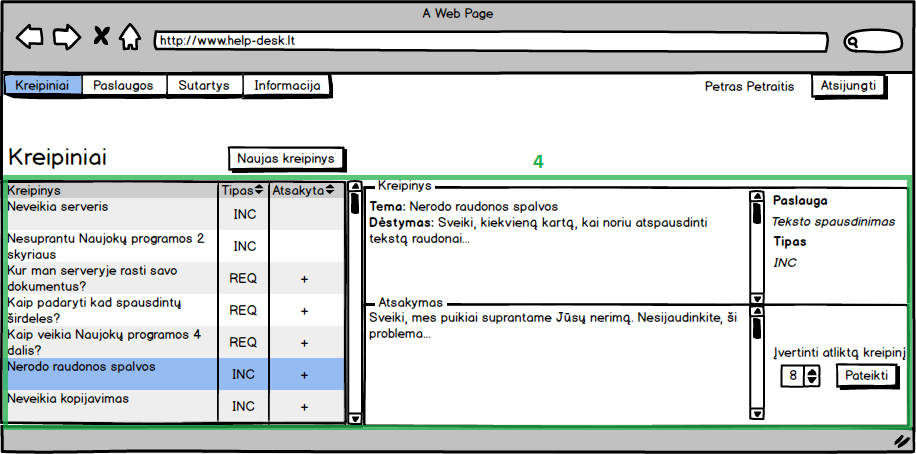 A Web Page
http://www.help-desk.lt
Kreipiniai Paslaugos Sutartys Informacija Petras Petraitis Atsijungti
Kreipiniai Naujas kreipinys 4
Kreipinys Tipas Atsakyta
Neveikia serveris INC
Nesuprantu Naujokų programos 2
skyriaus INC
Kur man serveryje rasti savo
dokumentus? REQ +
Kaip padaryti kad spausdintų
širdeles? REQ +
Kaip veikia Naujokų programos 4
dalis? REQ +
Nerodo raudonos spalvos INC +
Neveikia kopijavimas INC +
Kreipinys
Tema: Nerodo raudonos spalvos
Dėstymas: Sveiki, kiekvieną kartą, kai noriu atspausdinti
tekstą raudonai...
Paslauga
Teksto spausdinimas
Tipas
INC
Atsakymas
Sveiki, mes puikiai suprantame Jūsų nerimą. Nesijaudinkite, ši
problema...
Įvertinti atliktą kreipinį
8 Pateikti